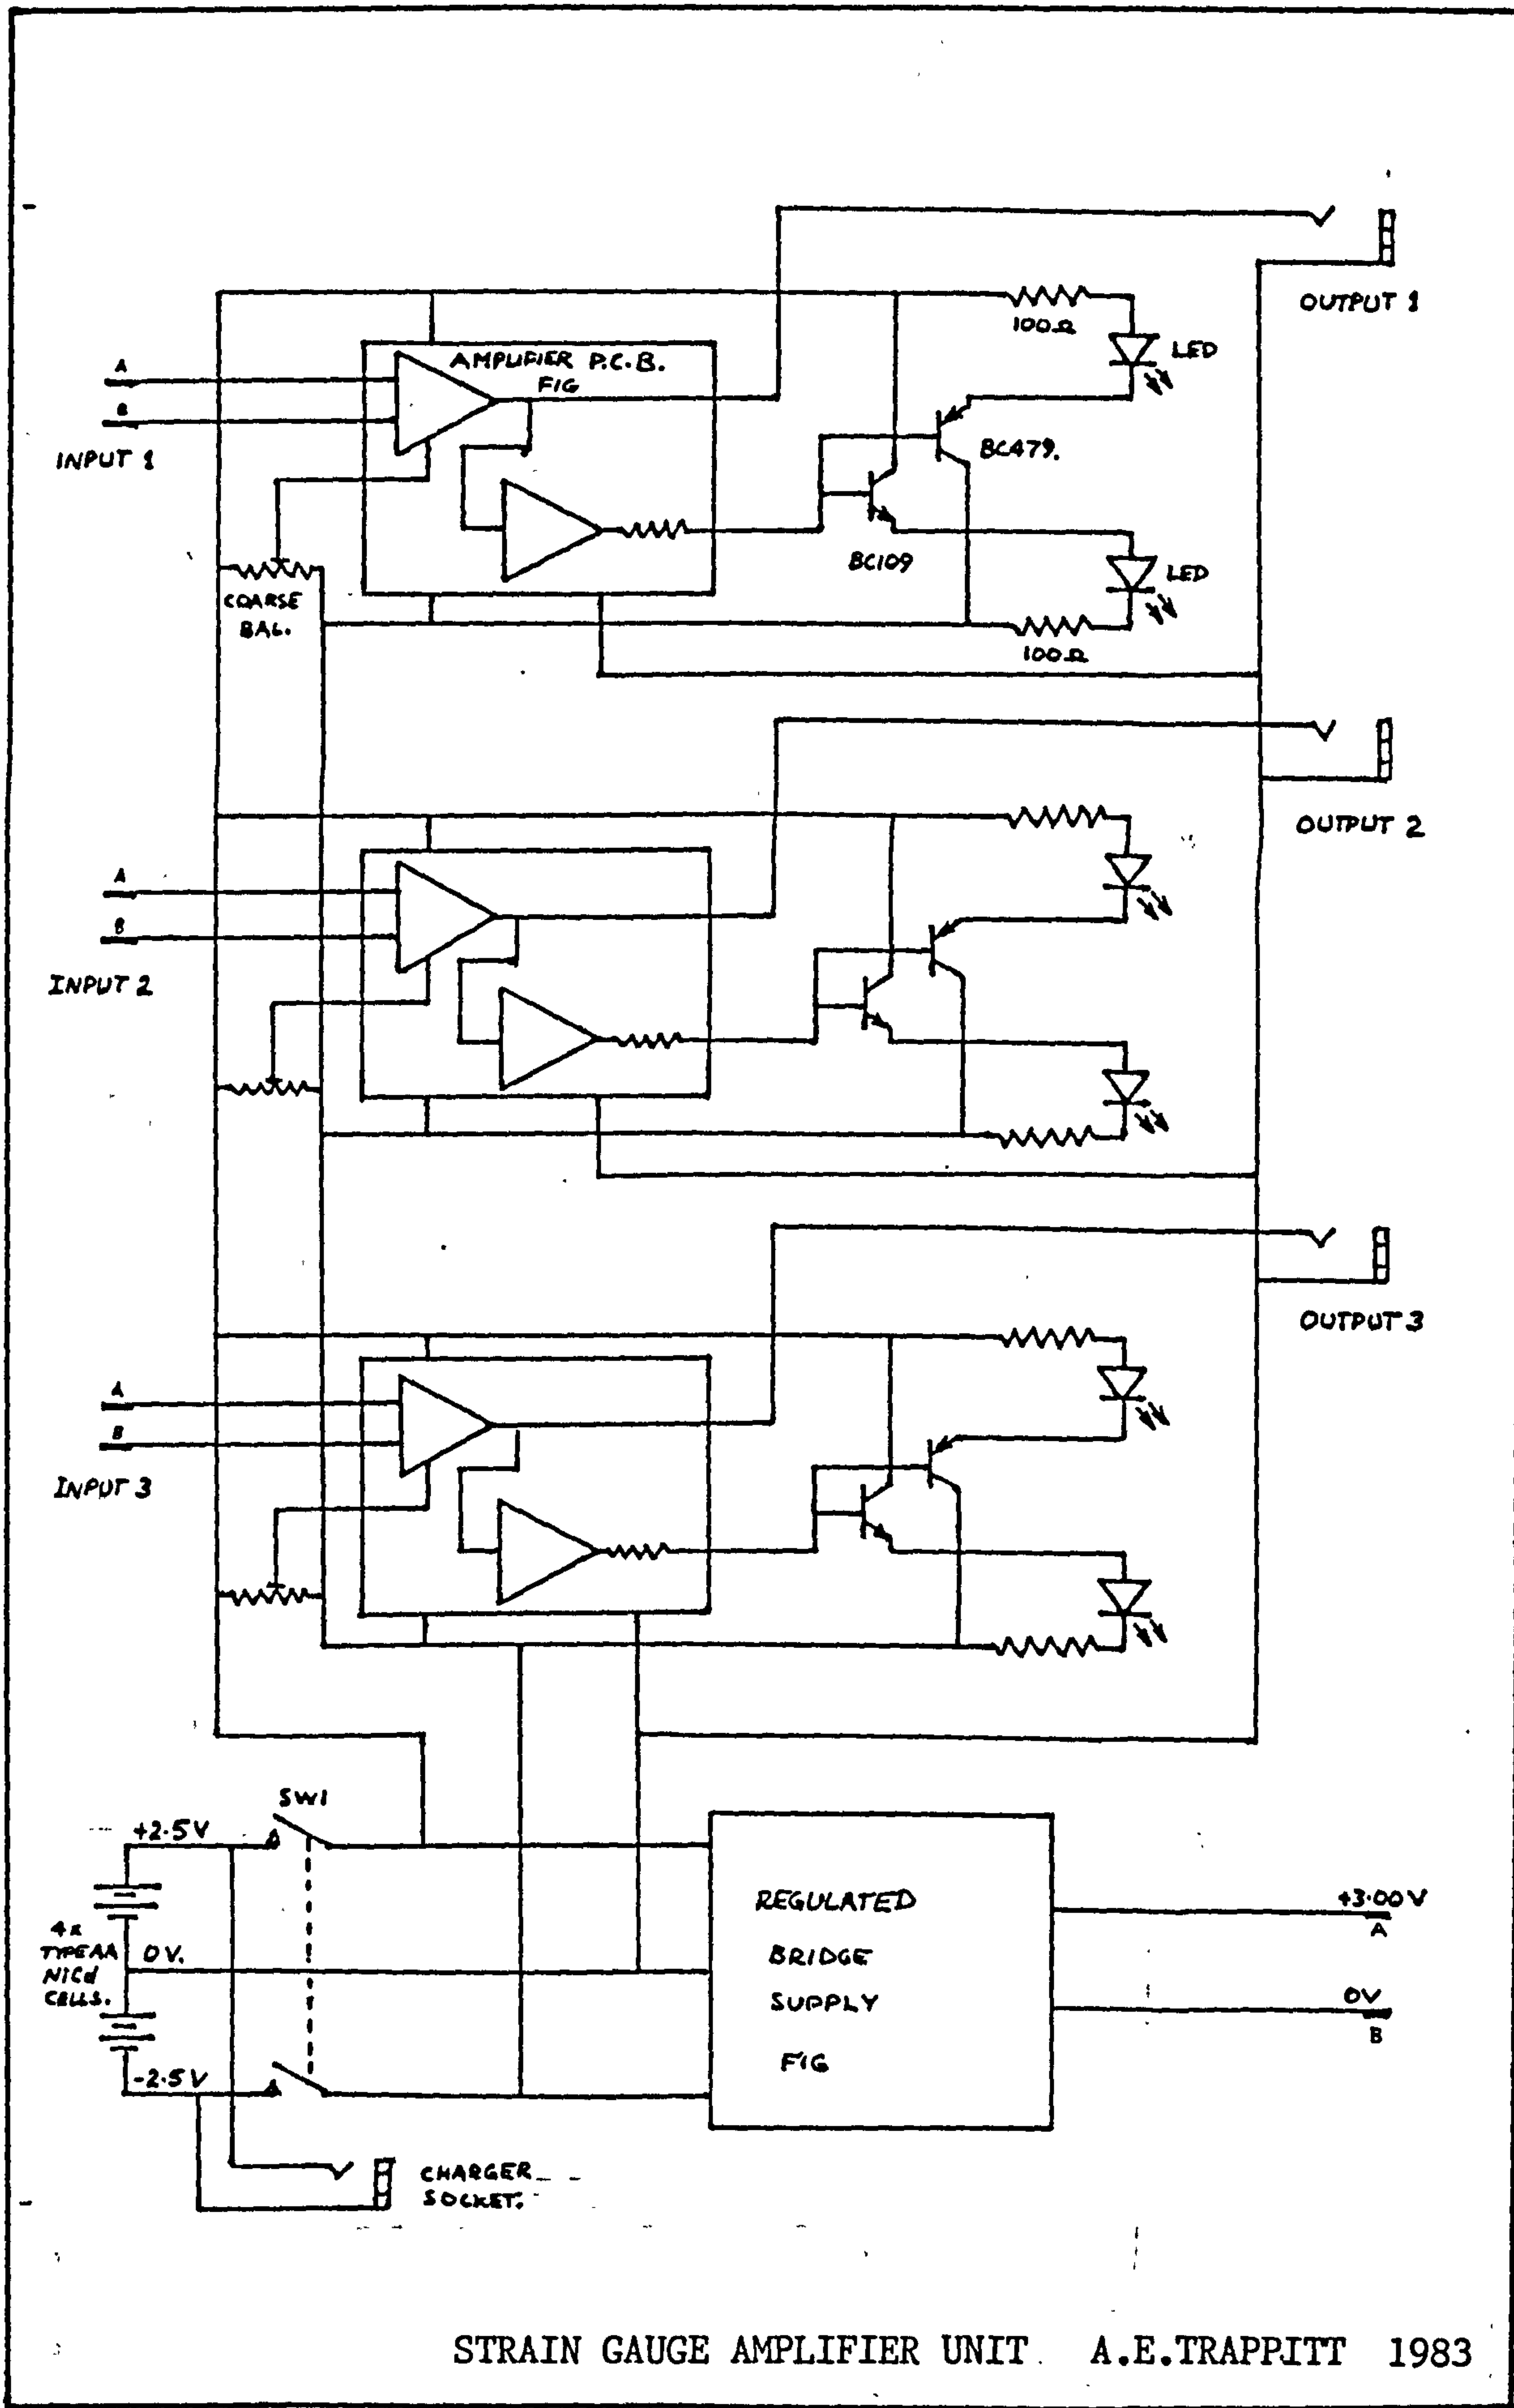 OUTPUT 1
100Ω
LED
AMPLIFIER P.C.B.
FIG
A
B
INPUT 1
BC479.
BC109
LED
COARSE
BAL.
100Ω
OUTPUT 2
A
B
INPUT 2
OUTPUT 3
A
B
INPUT 3
SW1
+2.5V
4x
TYPE AA
NiCd
CELLS.
0V.
-2.5V
REGULATED
BRIDGE
SUPPLY
FIG
+3.00V
A
0V
B
CHARGER
SOCKET.
STRAIN GAUGE AMPLIFIER UNIT. A.E.TRAPPITT 1983